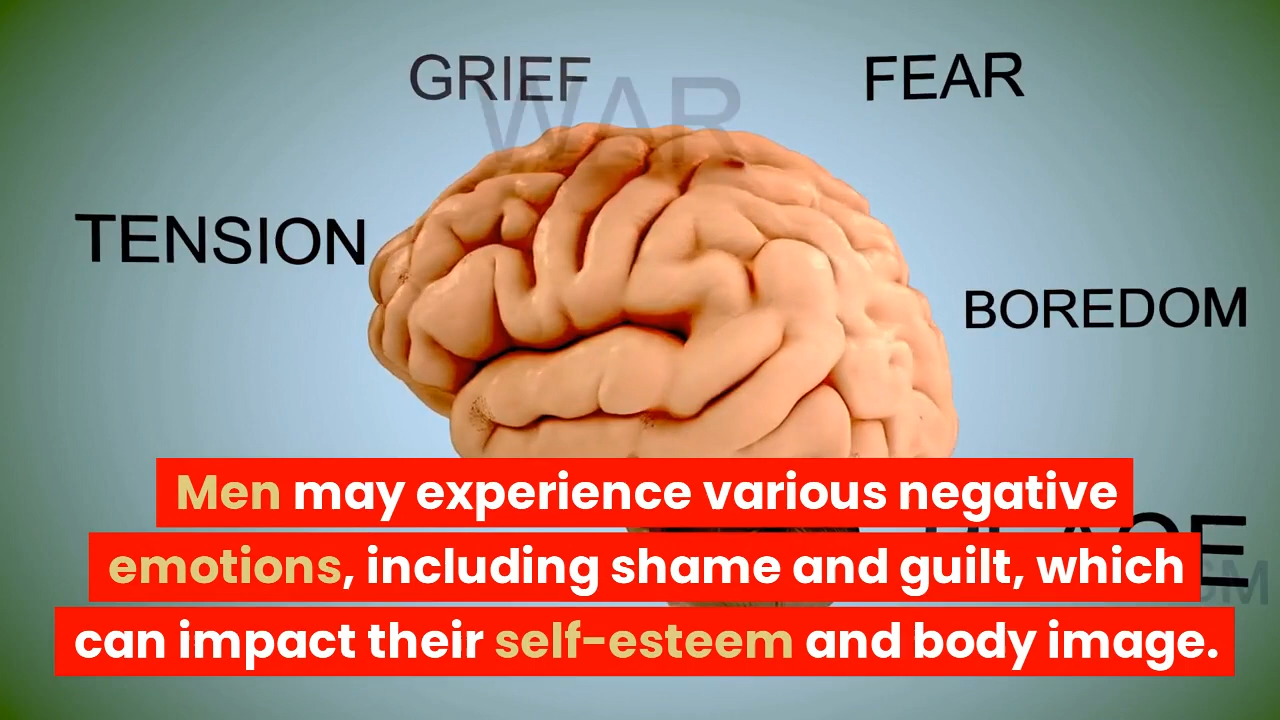 GRIEF
FEAR
WAR
TENSION
BOREDOM
Men may experience various negative
emotions, including shame and guilt, which
can impact their self-esteem and body image.